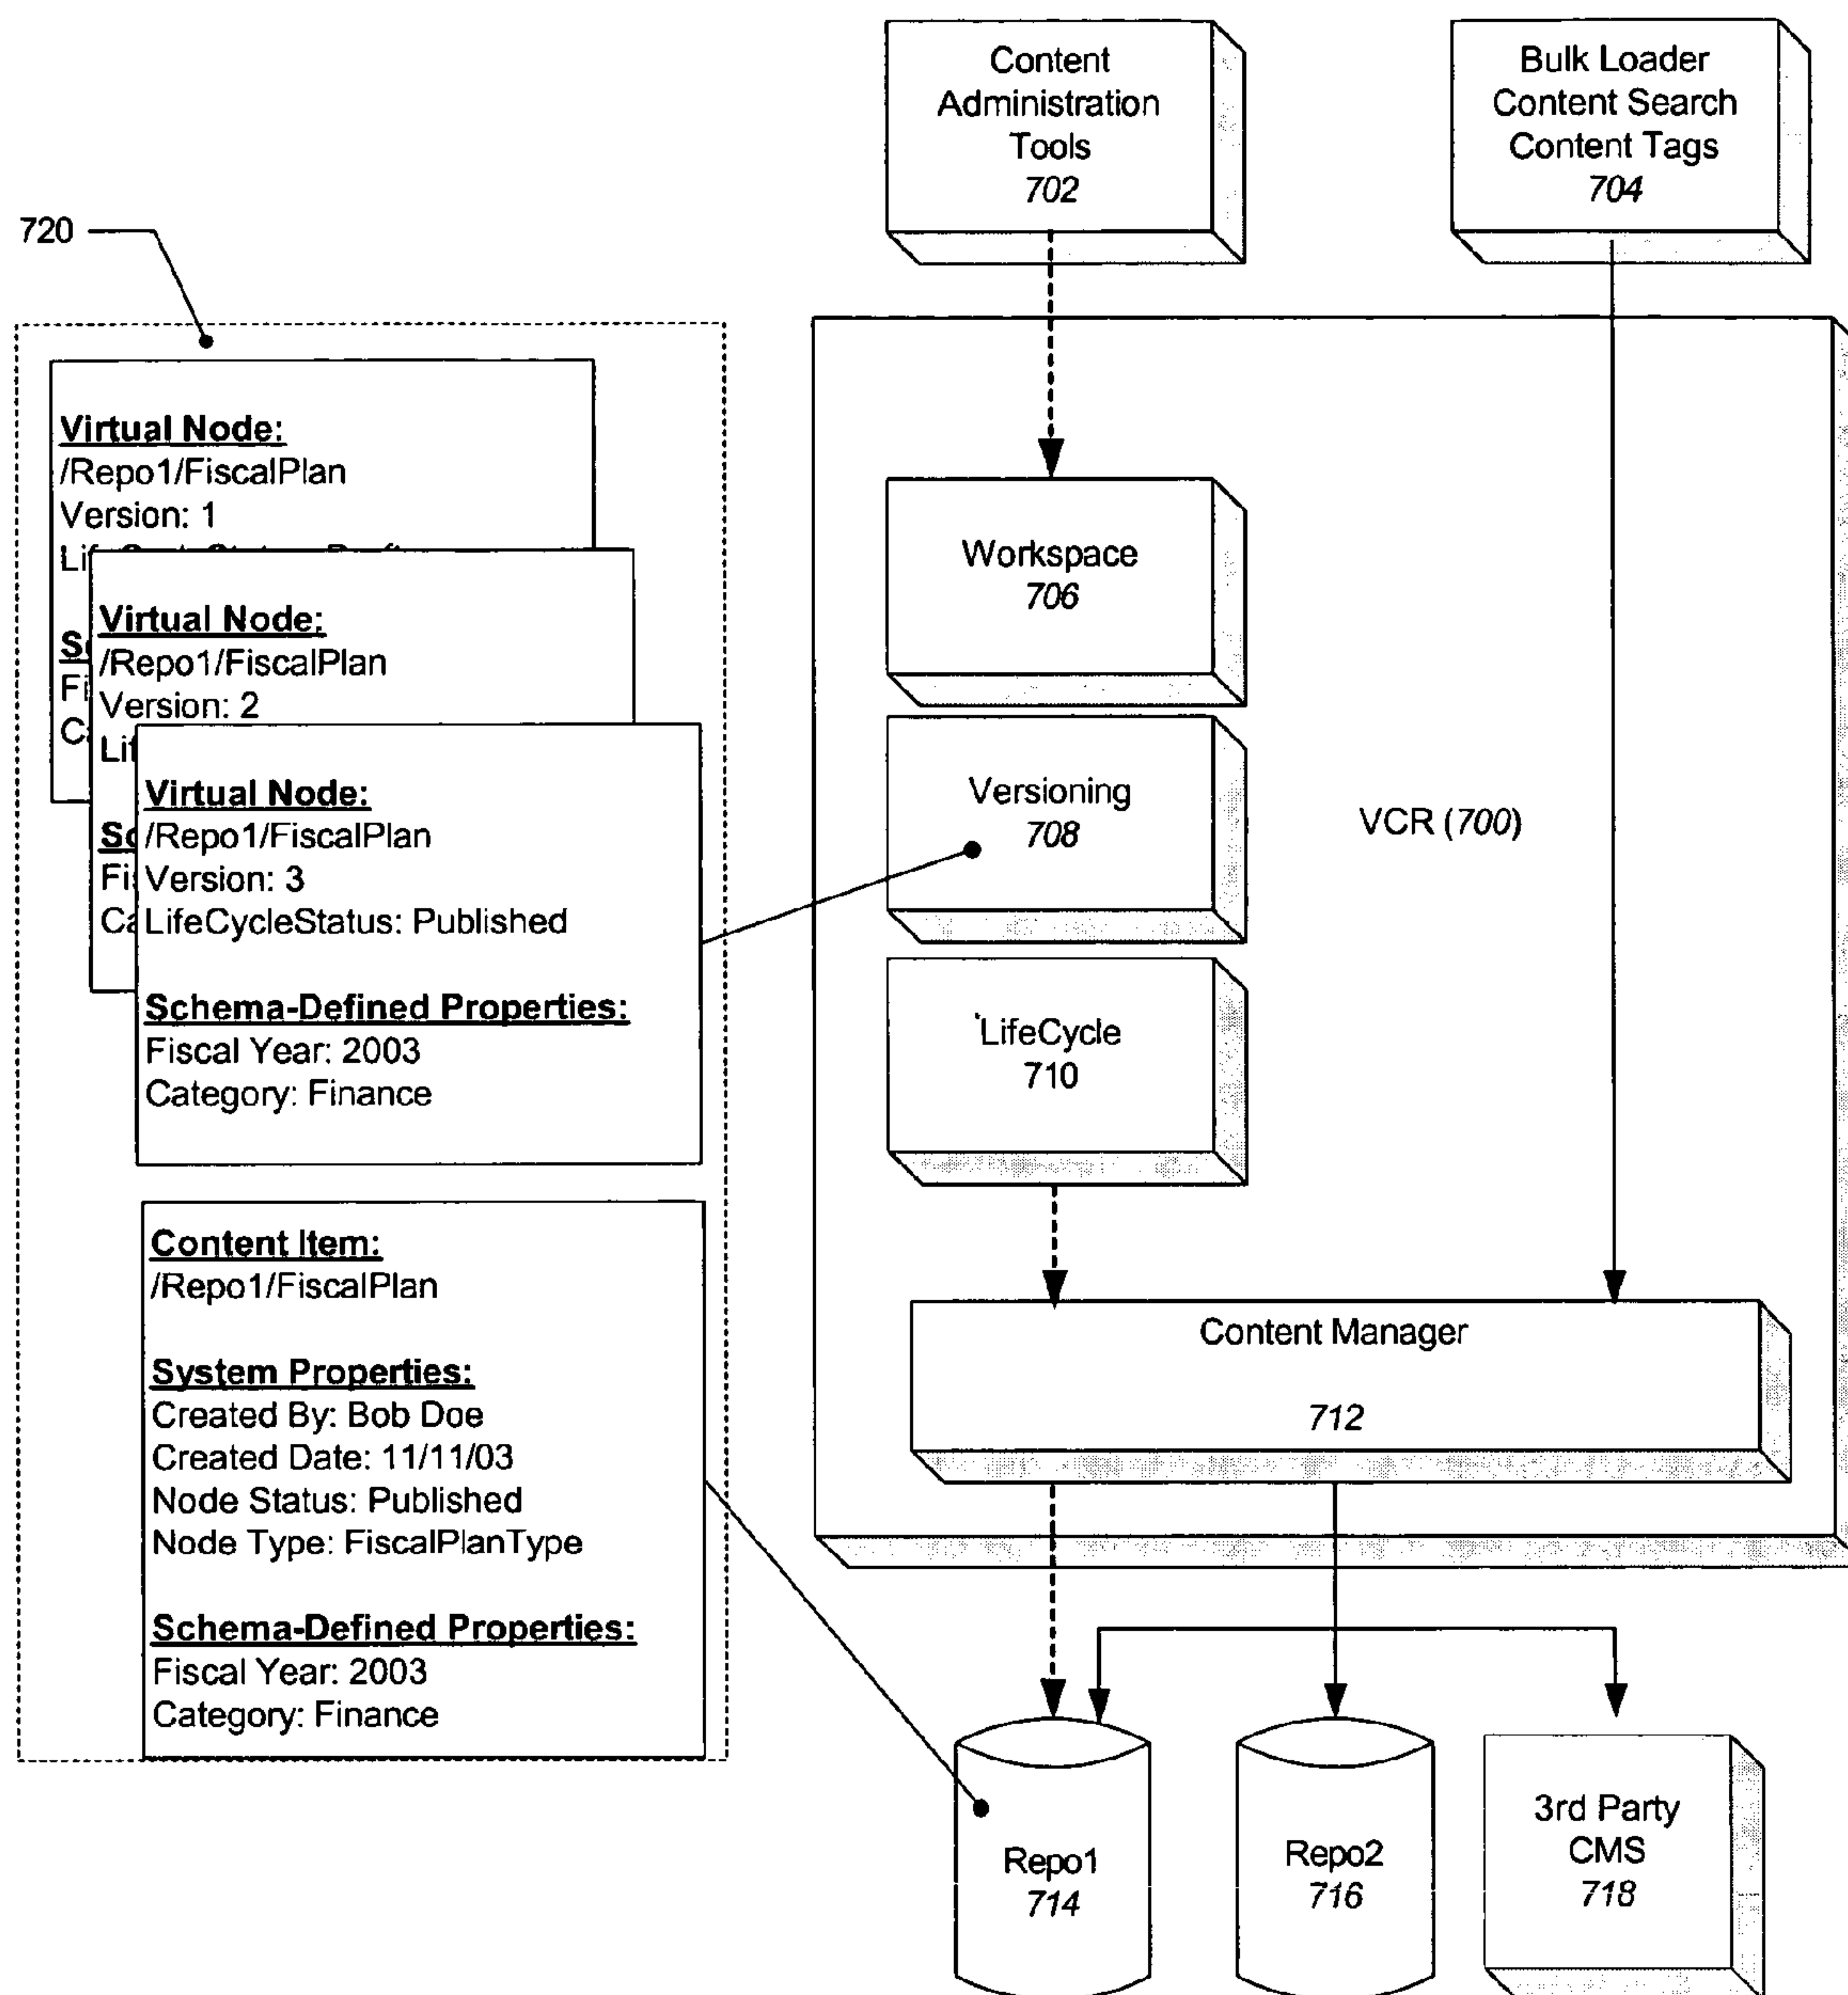 Content
Administration
Tools
702
Bulk Loader
Content Search
Content Tags
704
720
Virtual Node:
/Repo1/FiscalPlan
Version: 1
Virtual Node:
/Repo1/FiscalPlan
Version: 2
Virtual Node:
/Repo1/FiscalPlan
Version: 3
LifeCycleStatus: Published
Schema-Defined Properties:
Fiscal Year: 2003
Category: Finance
Content Item:
/Repo1/FiscalPlan
System Properties:
Created By: Bob Doe
Created Date: 11/11/03
Node Status: Published
Node Type: FiscalPlanType
Schema-Defined Properties:
Fiscal Year: 2003
Category: Finance
Workspace
706
Versioning
708
VCR (700)
LifeCycle
710
Content Manager
712
Repo1
714
Repo2
716
3rd Party
CMS
718